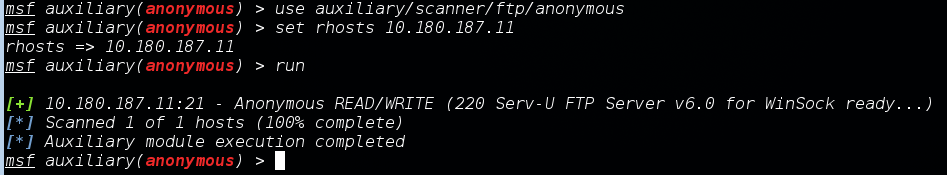 msf auxiliary(anonymous) > use auxiliary/scanner/ftp/anonymous
msf auxiliary(anonymous) > set rhosts 10.180.187.11
rhosts => 10.180.187.11
msf auxiliary(anonymous) > run
[+] 10.180.187.11:21 - Anonymous READ/WRITE (220 Serv-U FTP Server v6.0 for WinSock ready...)
[*] Scanned 1 of 1 hosts (100% complete)
[*] Auxiliary module execution completed
msf auxiliary(anonymous) >